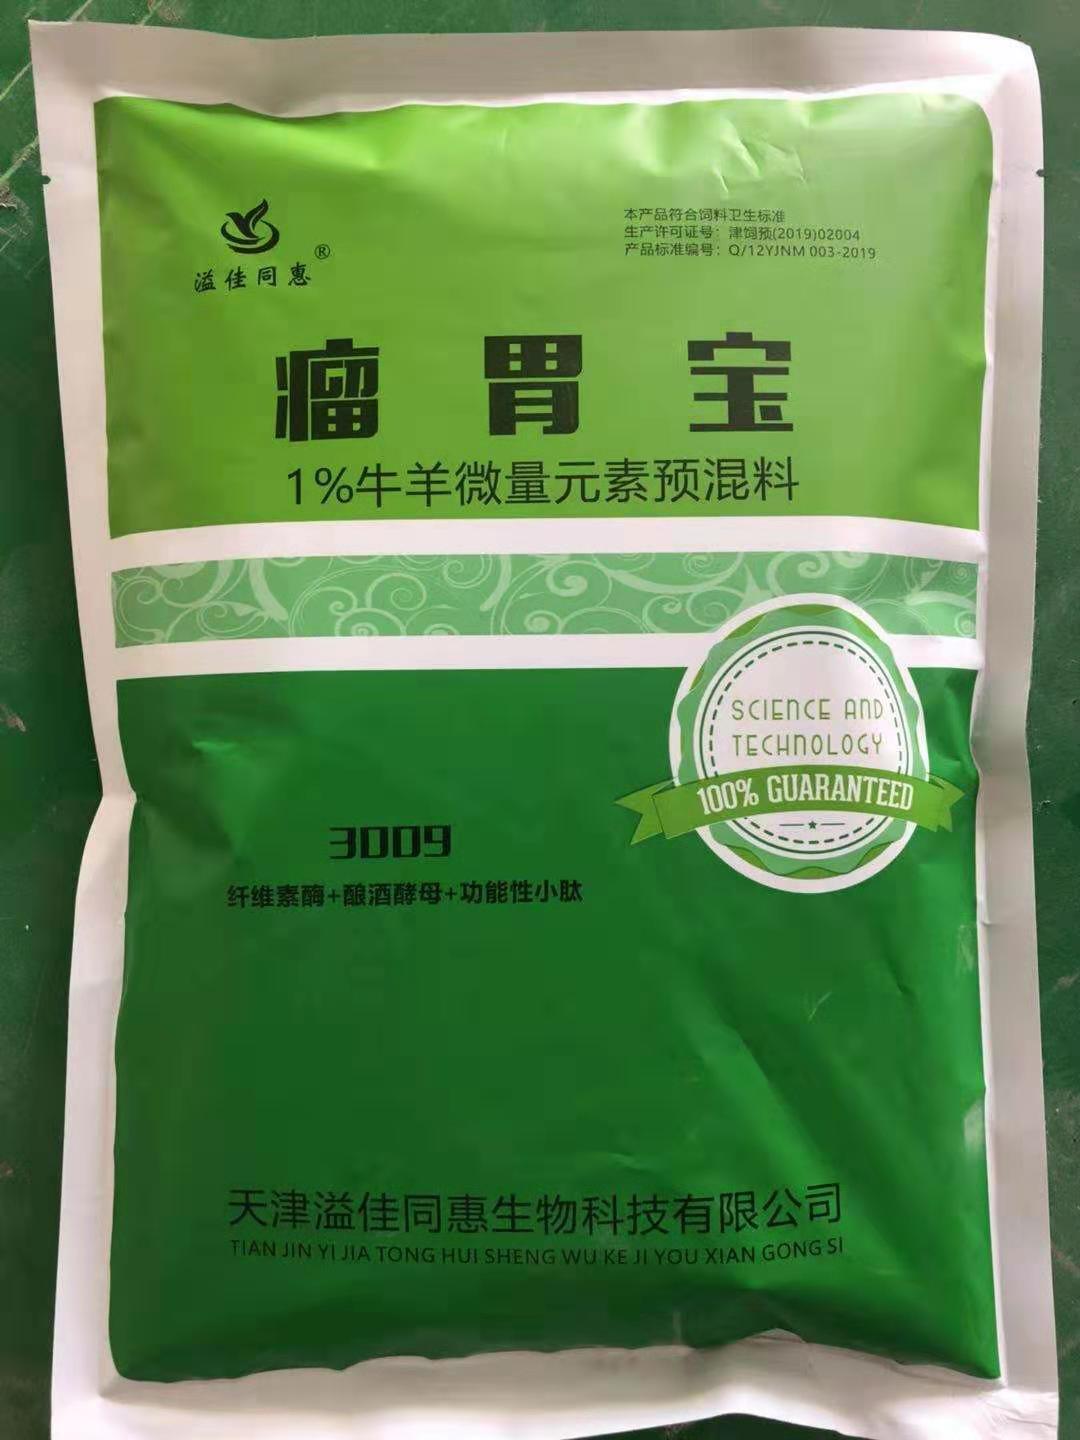 溢佳同惠®
本产品符合饲料卫生标准
生产许可证号：津饲预(2019)02004
产品标准编号：Q/12YJNM 003-2019
瘤胃宝
1%牛羊微量元素预混料
SCIENCE AND
TECHNOLOGY
100% GUARANTEED
3009
纤维素酶+酿酒酵母+功能性小肽
天津溢佳同惠生物科技有限公司
TIAN JIN YI JIA TONG HUI SHENG WU KE JI YOU XIAN GONG SI